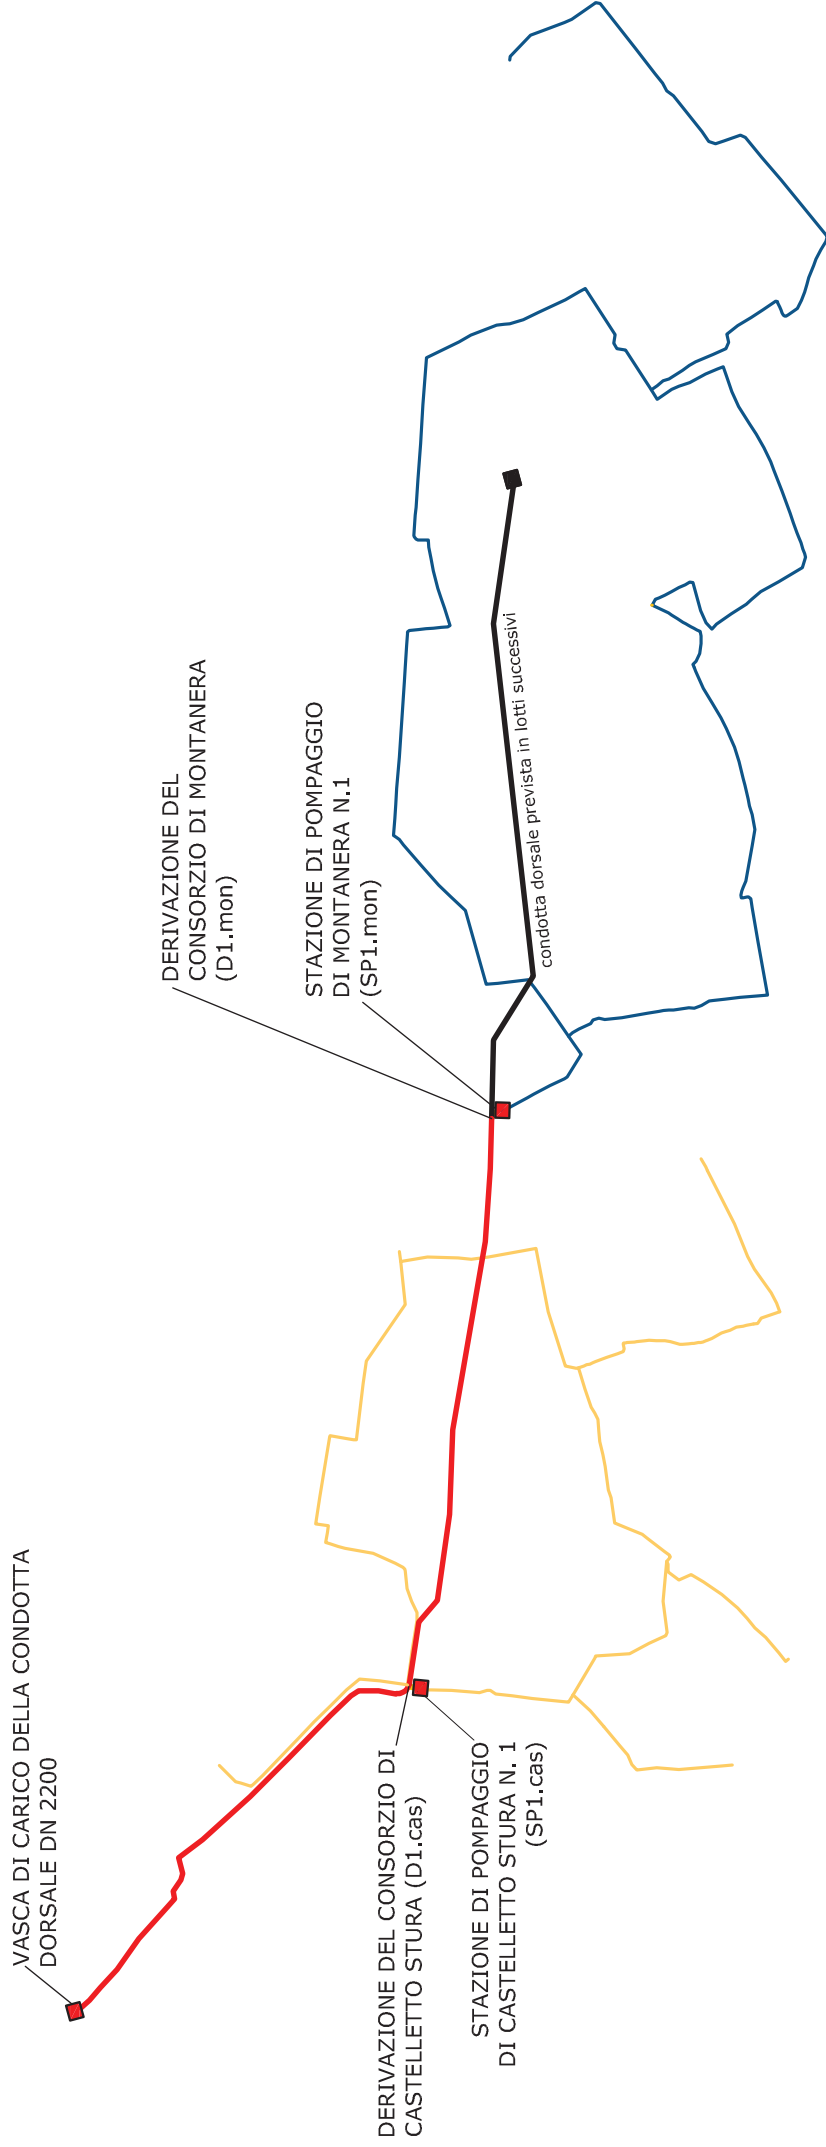 VASCA DI CARICO DELLA CONDOTTA
DORSALE DN 2200
DERIVAZIONE DEL CONSORZIO DI
CASTELLETTO STURA (D1.cas)
STAZIONE DI POMPAGGIO
DI CASTELLETTO STURA N. 1
(SP1.cas)
DERIVAZIONE DEL
CONSORZIO DI MONTANERA
(D1.mon)
STAZIONE DI POMPAGGIO
DI MONTANERA N.1
(SP1.mon)
condotta dorsale prevista in lotti successivi